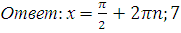 Ответ: x = π/2 + 2πn; 7